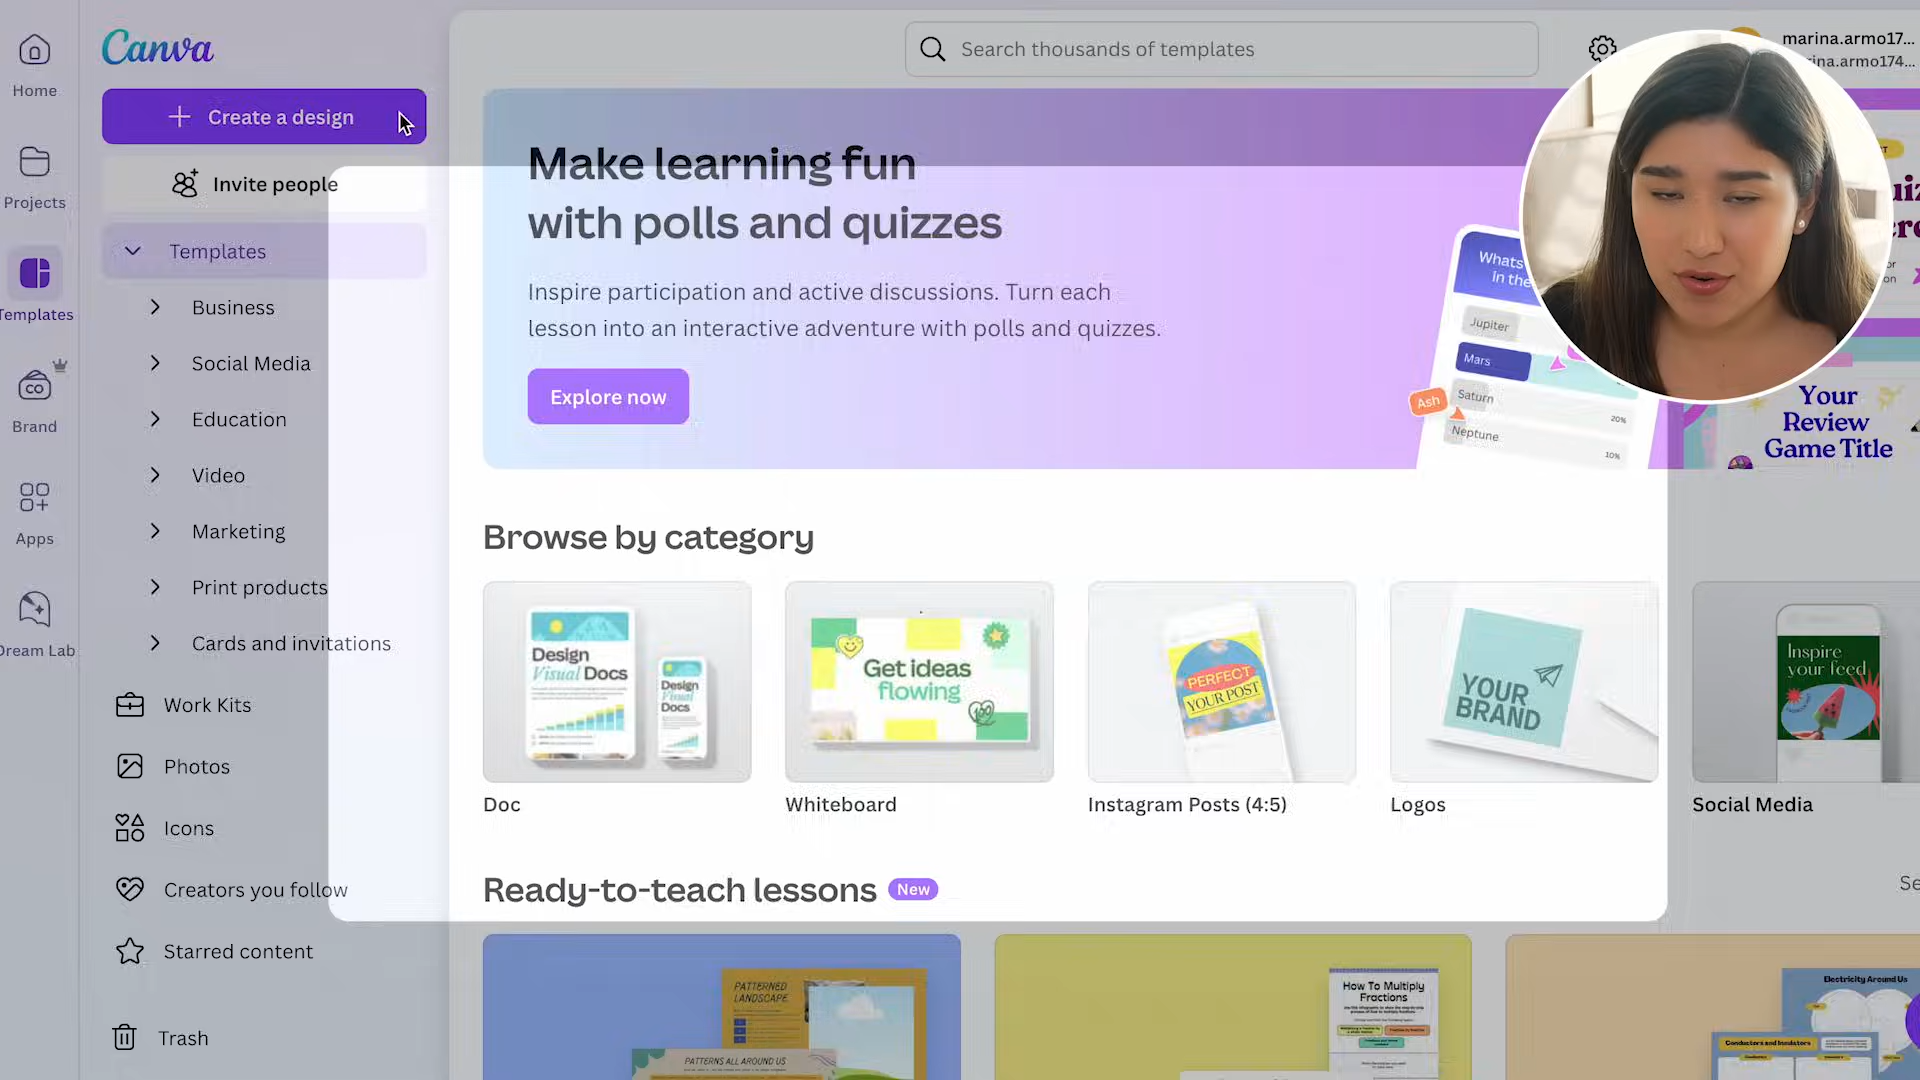 Canva
Search thousands of templates
marina.armo17...
rina.armo174...
Home
Create a design
Projects
Invite people
Templates
Templates
Business
Social Media
Education
Video
Marketing
Print products
Cards and invitations
Brand
Apps
Dream Lab
Work Kits
Photos
Icons
Creators you follow
Starred content
Trash
Make learning fun
with polls and quizzes
Inspire participation and active discussions. Turn each
lesson into an interactive adventure with polls and quizzes.
Explore now
Whats
in the
Jupiter
Mars
Saturn
20%
Neptune
10%
Ash
Your
Review
Game Title
Browse by category
Design
Visual Docs
Design
Visual
Docs
Doc
Get ideas
flowing
100
Whiteboard
PERFECT
YOUR POST
Instagram Posts (4:5)
YOUR
BRAND
Logos
Inspire
your feed
Social Media
Se
Ready-to-teach lessons
New
PATTERNED
LANDSCAPE
PATTERNS ALL AROUND US
How To Multiply
Fractions
Electricity Around Us
Conductors and Insulators